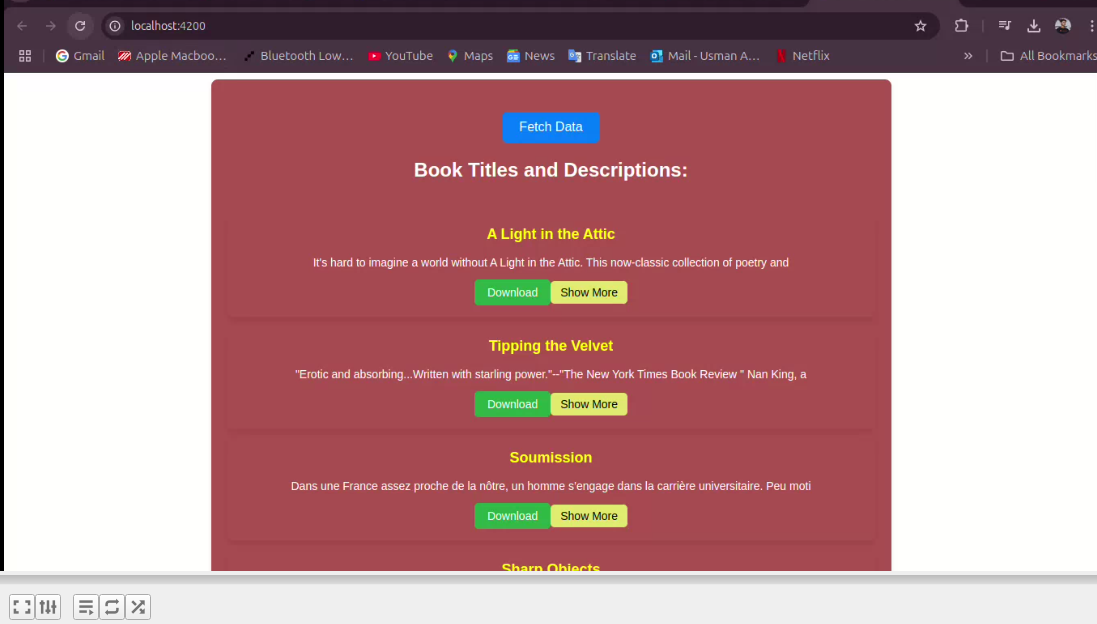 localhost:4200
Gmail Apple Macboo... Bluetooth Low... YouTube Maps News Translate Mail - Usman A... Netflix » All Bookmarks
Fetch Data
Book Titles and Descriptions:
A Light in the Attic
It's hard to imagine a world without A Light in the Attic. This now-classic collection of poetry and
Download Show More
Tipping the Velvet
"Erotic and absorbing...Written with starling power."--"The New York Times Book Review " Nan King, a
Download Show More
Soumission
Dans une France assez proche de la nôtre, un homme s'engage dans la carrière universitaire. Peu moti
Download Show More
Sharp Objects